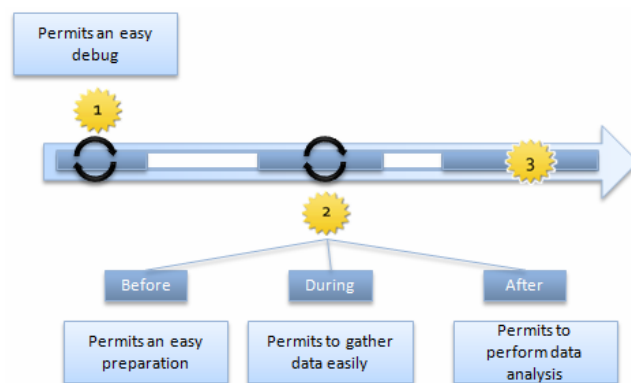 Permits an easy
debug
1
3
2
Before
During
After
Permits an easy
preparation
Permits to gather
data easily
Permits to
perform data
analysis